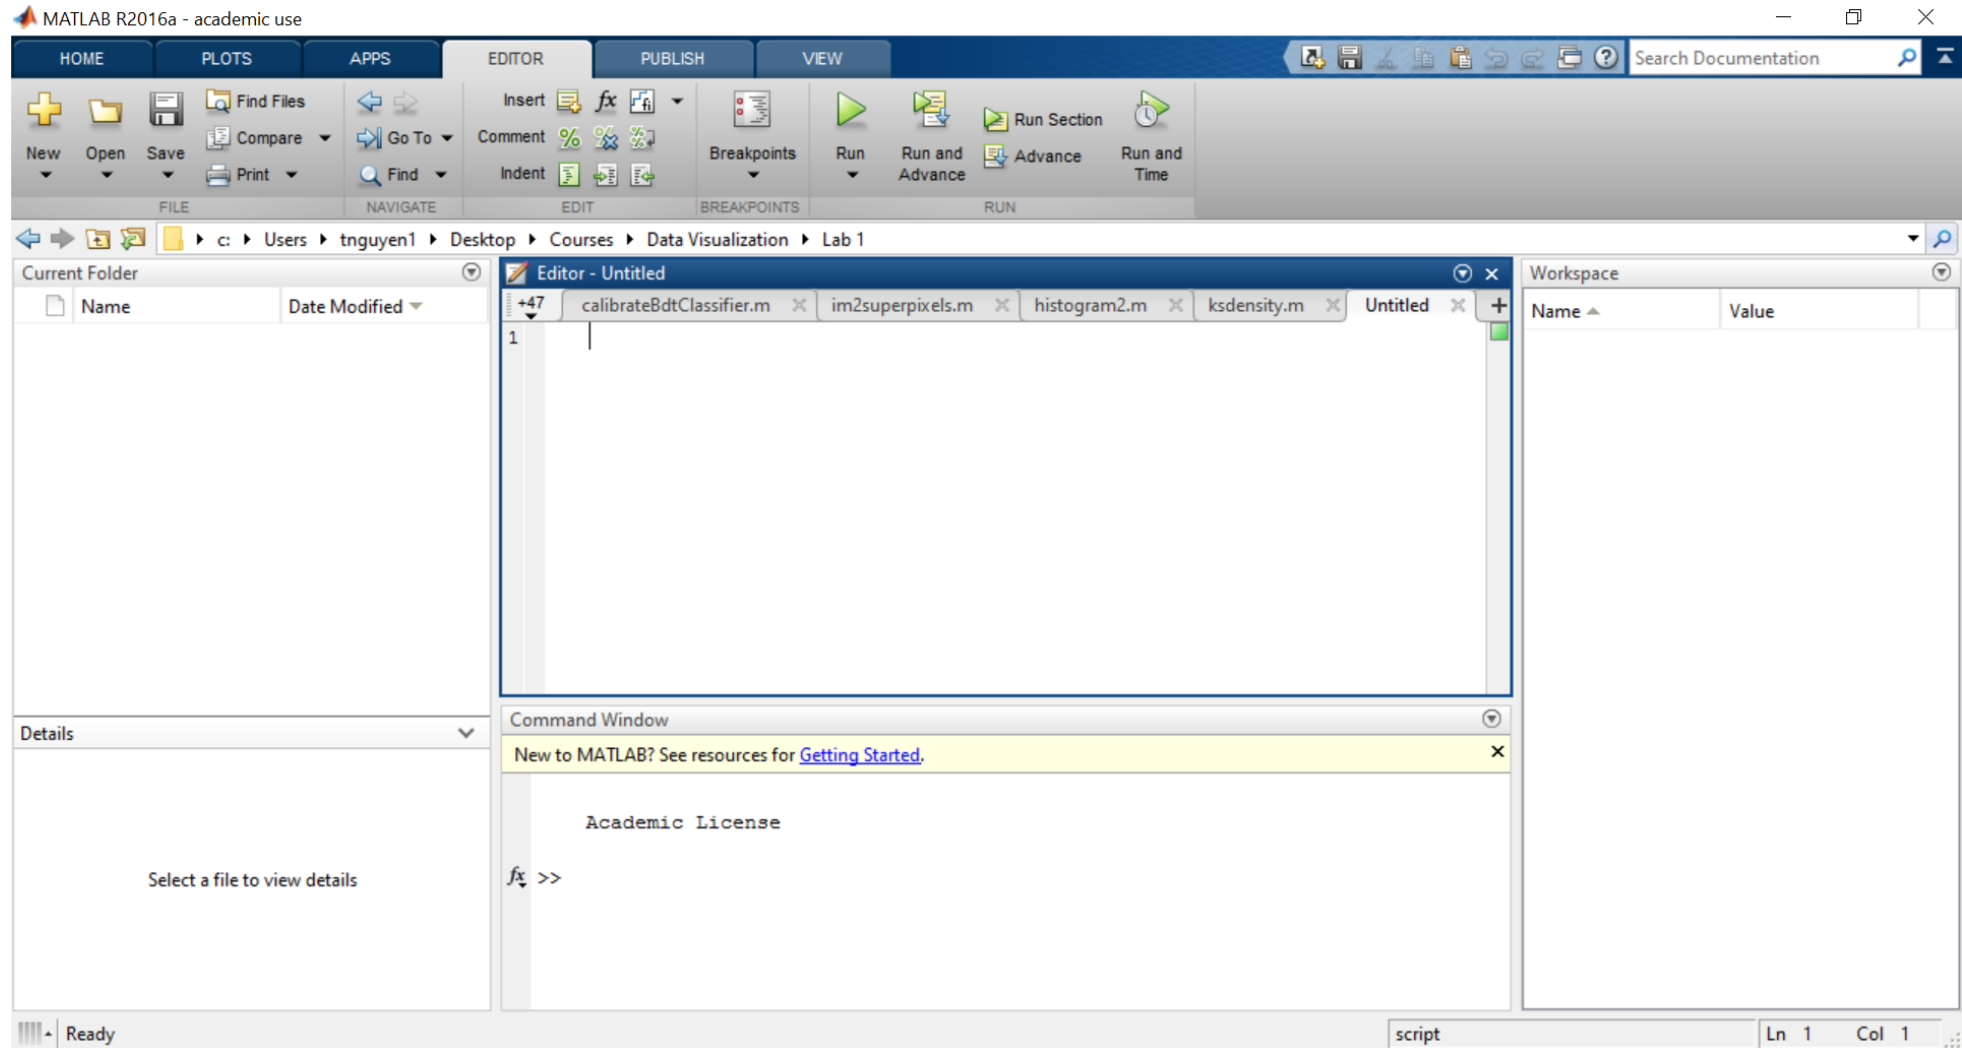 MATLAB R2016a - academic use
HOME PLOTS APPS EDITOR PUBLISH VIEW Search Documentation
New Open Save Find Files Compare Print
FILE
Go To Find
NAVIGATE
Insert fx fi
Comment % % %
Indent
EDIT
Breakpoints
BREAKPOINTS
Run Run and Advance Run Section Advance Run and Time
RUN
c: Users tnguyen1 Desktop Courses Data Visualization Lab 1
Current Folder
Name Date Modified
Details
Select a file to view details
Editor - Untitled
+47 calibrateBdtClassifier.m im2superpixels.m histogram2.m ksdensity.m Untitled +
1
Command Window
New to MATLAB? See resources for Getting Started.
Academic License
fx >>
Workspace
Name Value
Ready script Ln 1 Col 1